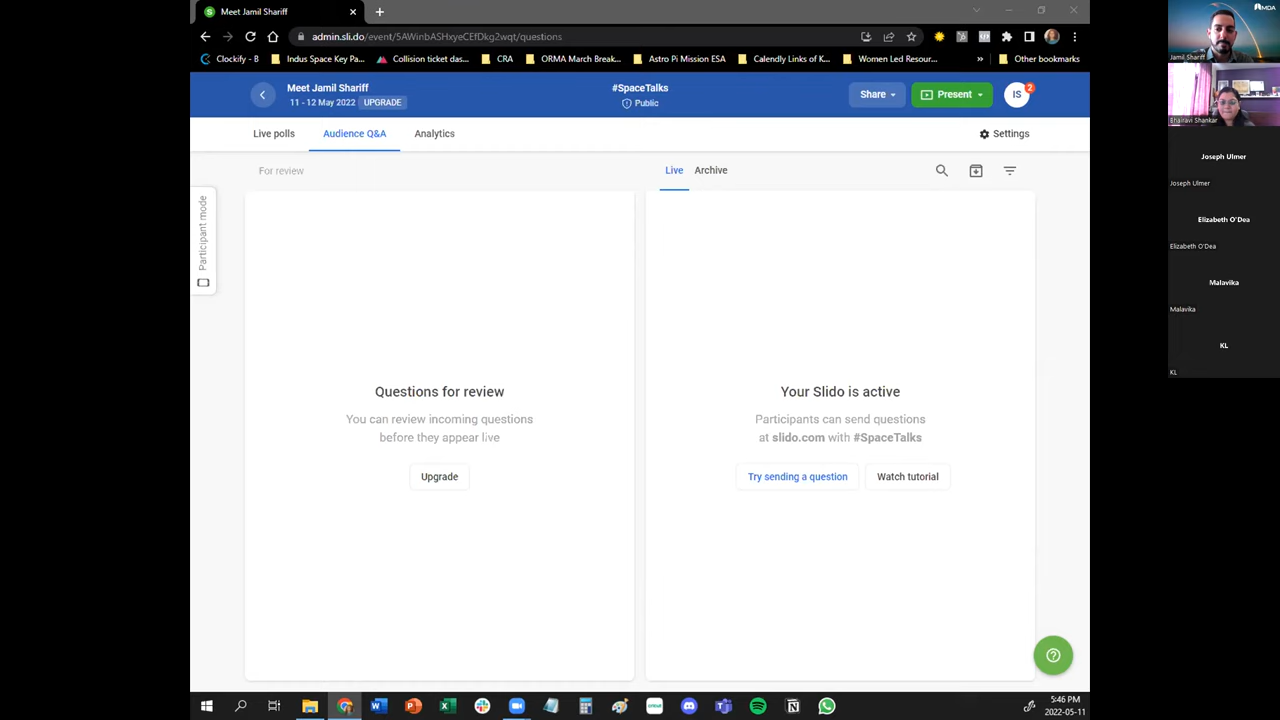 Meet Jamil Shariff
admin.sli.do/event/5AWinbASHxyeCEfDkg2wqt/questions
Clockify - B
Indus Space Key Pa...
Collision ticket das...
CRA
ORMA March Break...
Astro Pi Mission ESA
Calendly Links of K...
Women Led Resour...
»
Other bookmarks
Meet Jamil Shariff
11 - 12 May 2022 UPGRADE
#SpaceTalks
Public
Share
Present
IS
2
Live polls
Audience Q&A
Analytics
Settings
For review
Live
Archive
Participant mode
Questions for review
You can review incoming questions
before they appear live
Upgrade
Your Slido is active
Participants can send questions
at slido.com with #SpaceTalks
Try sending a question
Watch tutorial
5:46 PM
2022-05-11
MDA
Jamil Shariff
Bhairavi Shankar
Joseph Ulmer
Joseph Ulmer
Elizabeth O'Dea
Elizabeth O'Dea
Malavika
Malavika
KL
KL